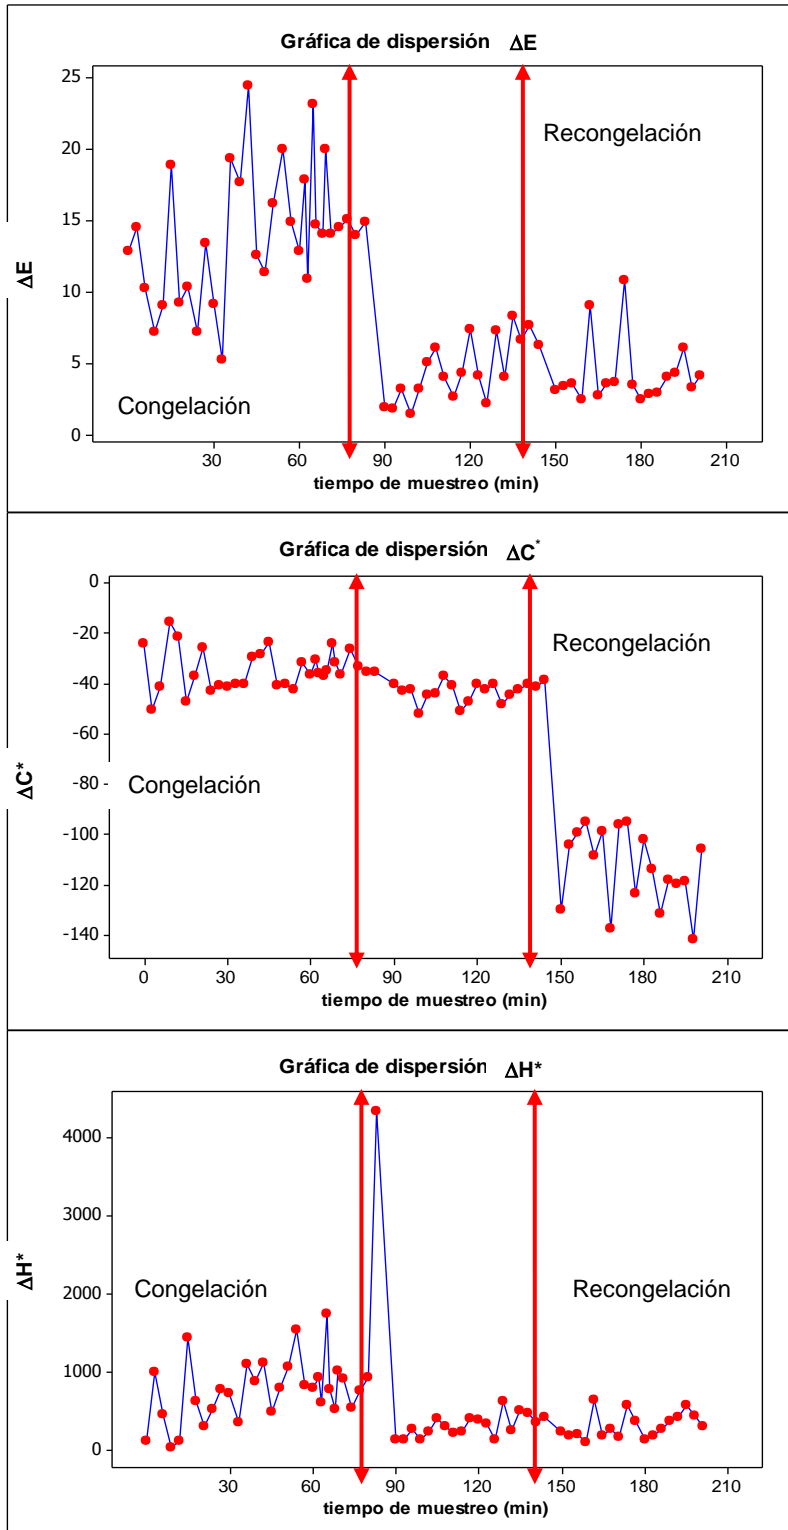 Gráfica de dispersión ΔE
25
20
15
10
5
0
ΔE
Recongelación
Congelación
30 60 90 120 150 180 210
tiempo de muestreo (min)
Gráfica de dispersión ΔC*
0
-20
-40
-60
-80 -
-100
-120
-140
ΔC*
Recongelación
Congelación
0 30 60 90 120 150 180 210
tiempo de muestreo (min)
Gráfica de dispersión ΔH*
4000
3000
2000
1000
0
ΔH*
Congelación Recongelación
30 60 90 120 150 180 210
tiempo de muestreo (min)